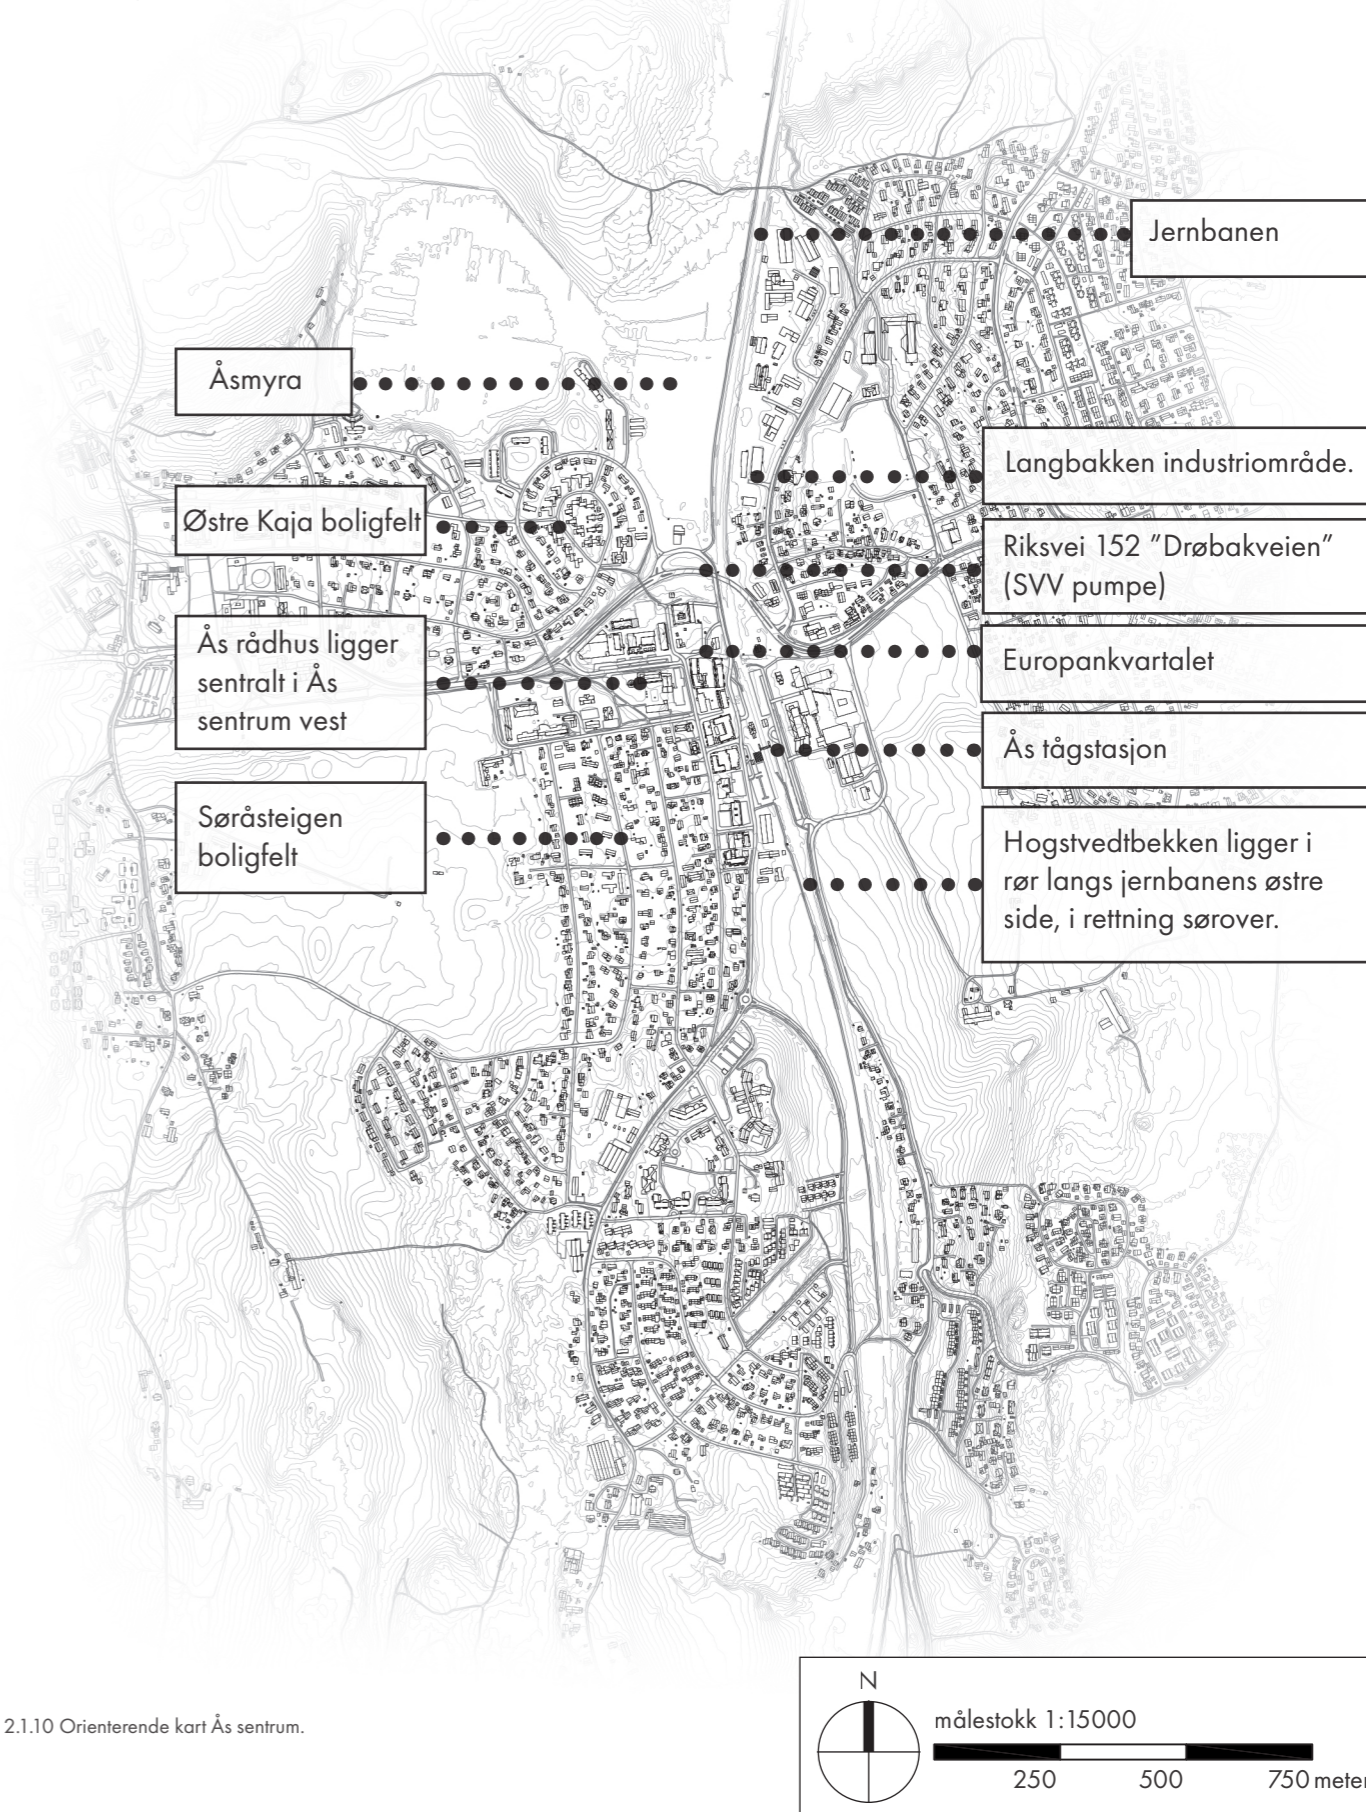 Jernbanen
Åsmyra
Langbakken industriområde.
Østre Kaja boligfelt
Riksvei 152 ”Drøbakveien”
(SVV pumpe)
Ås rådhus ligger
sentralt i Ås
sentrum vest
Europankvartalet
Ås tågstasjon
Søråsteigen
boligfelt
Hogstvedtbekken ligger i
rør langs jernbanens østre
side, i rettning sørover.
2.1.10 Orienterende kart Ås sentrum.
N
målestokk 1:15000
250 500 750 meter